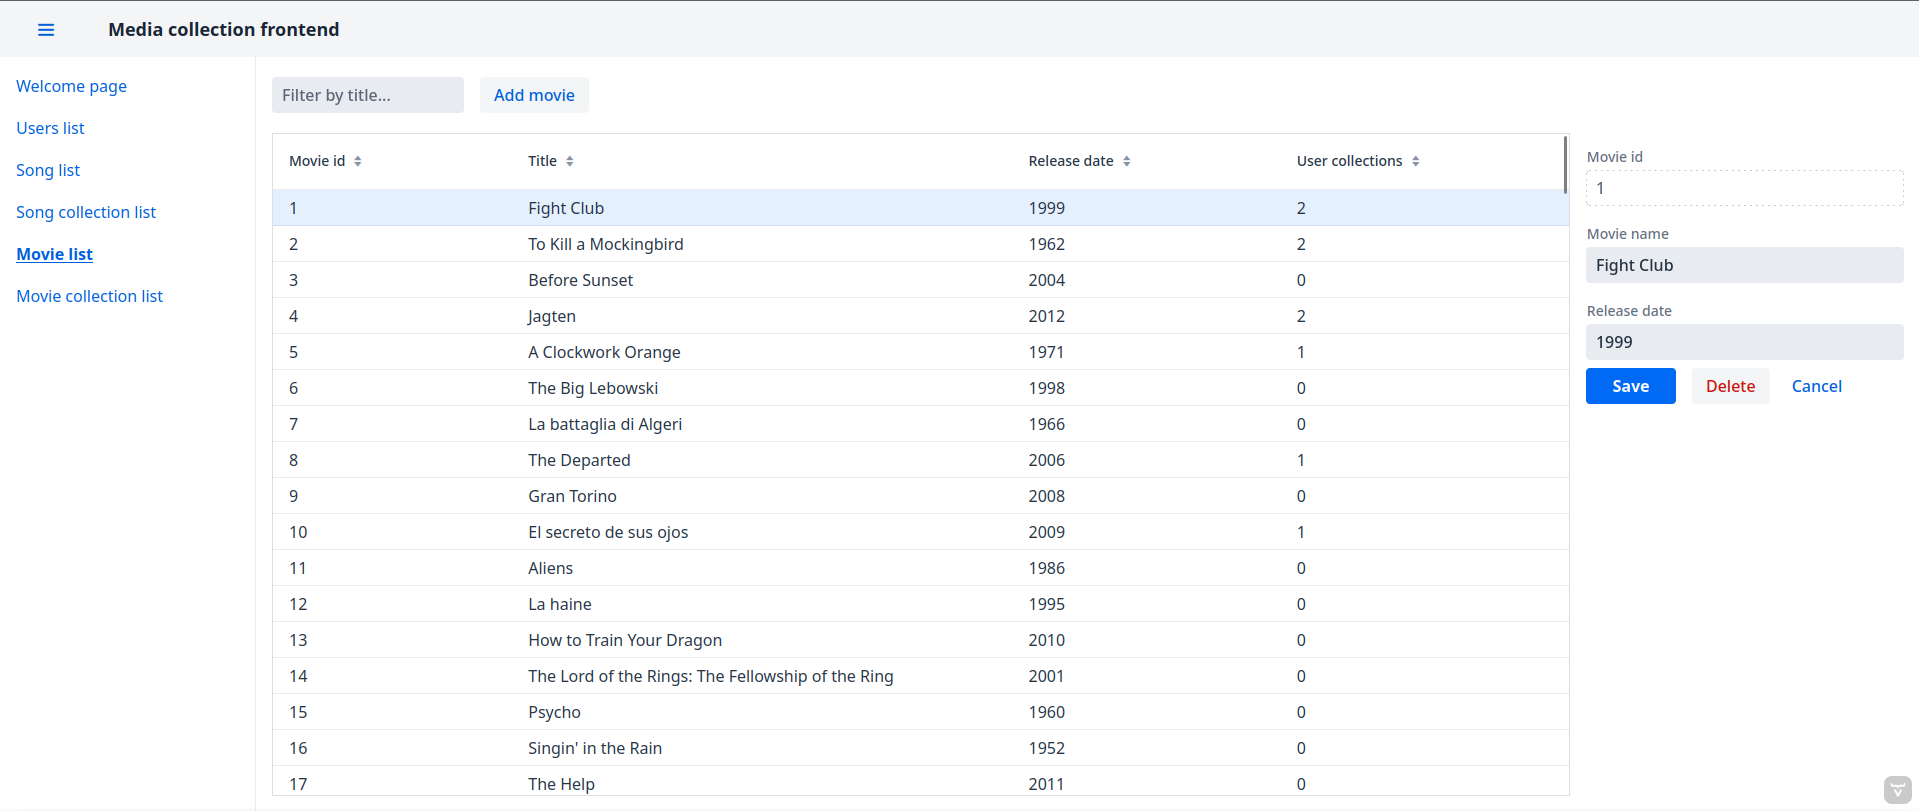 Media collection frontend
Welcome page
Users list
Song list
Song collection list
Movie list
Movie collection list
Filter by title...
Add movie
Movie id Title Release date User collections
1 Fight Club 1999 2
2 To Kill a Mockingbird 1962 2
3 Before Sunset 2004 0
4 Jagten 2012 2
5 A Clockwork Orange 1971 1
6 The Big Lebowski 1998 0
7 La battaglia di Algeri 1966 0
8 The Departed 2006 1
9 Gran Torino 2008 0
10 El secreto de sus ojos 2009 1
11 Aliens 1986 0
12 La haine 1995 0
13 How to Train Your Dragon 2010 0
14 The Lord of the Rings: The Fellowship of the Ring 2001 0
15 Psycho 1960 0
16 Singin' in the Rain 1952 0
17 The Help 2011 0
Movie id
1
Movie name
Fight Club
Release date
1999
Save Delete Cancel